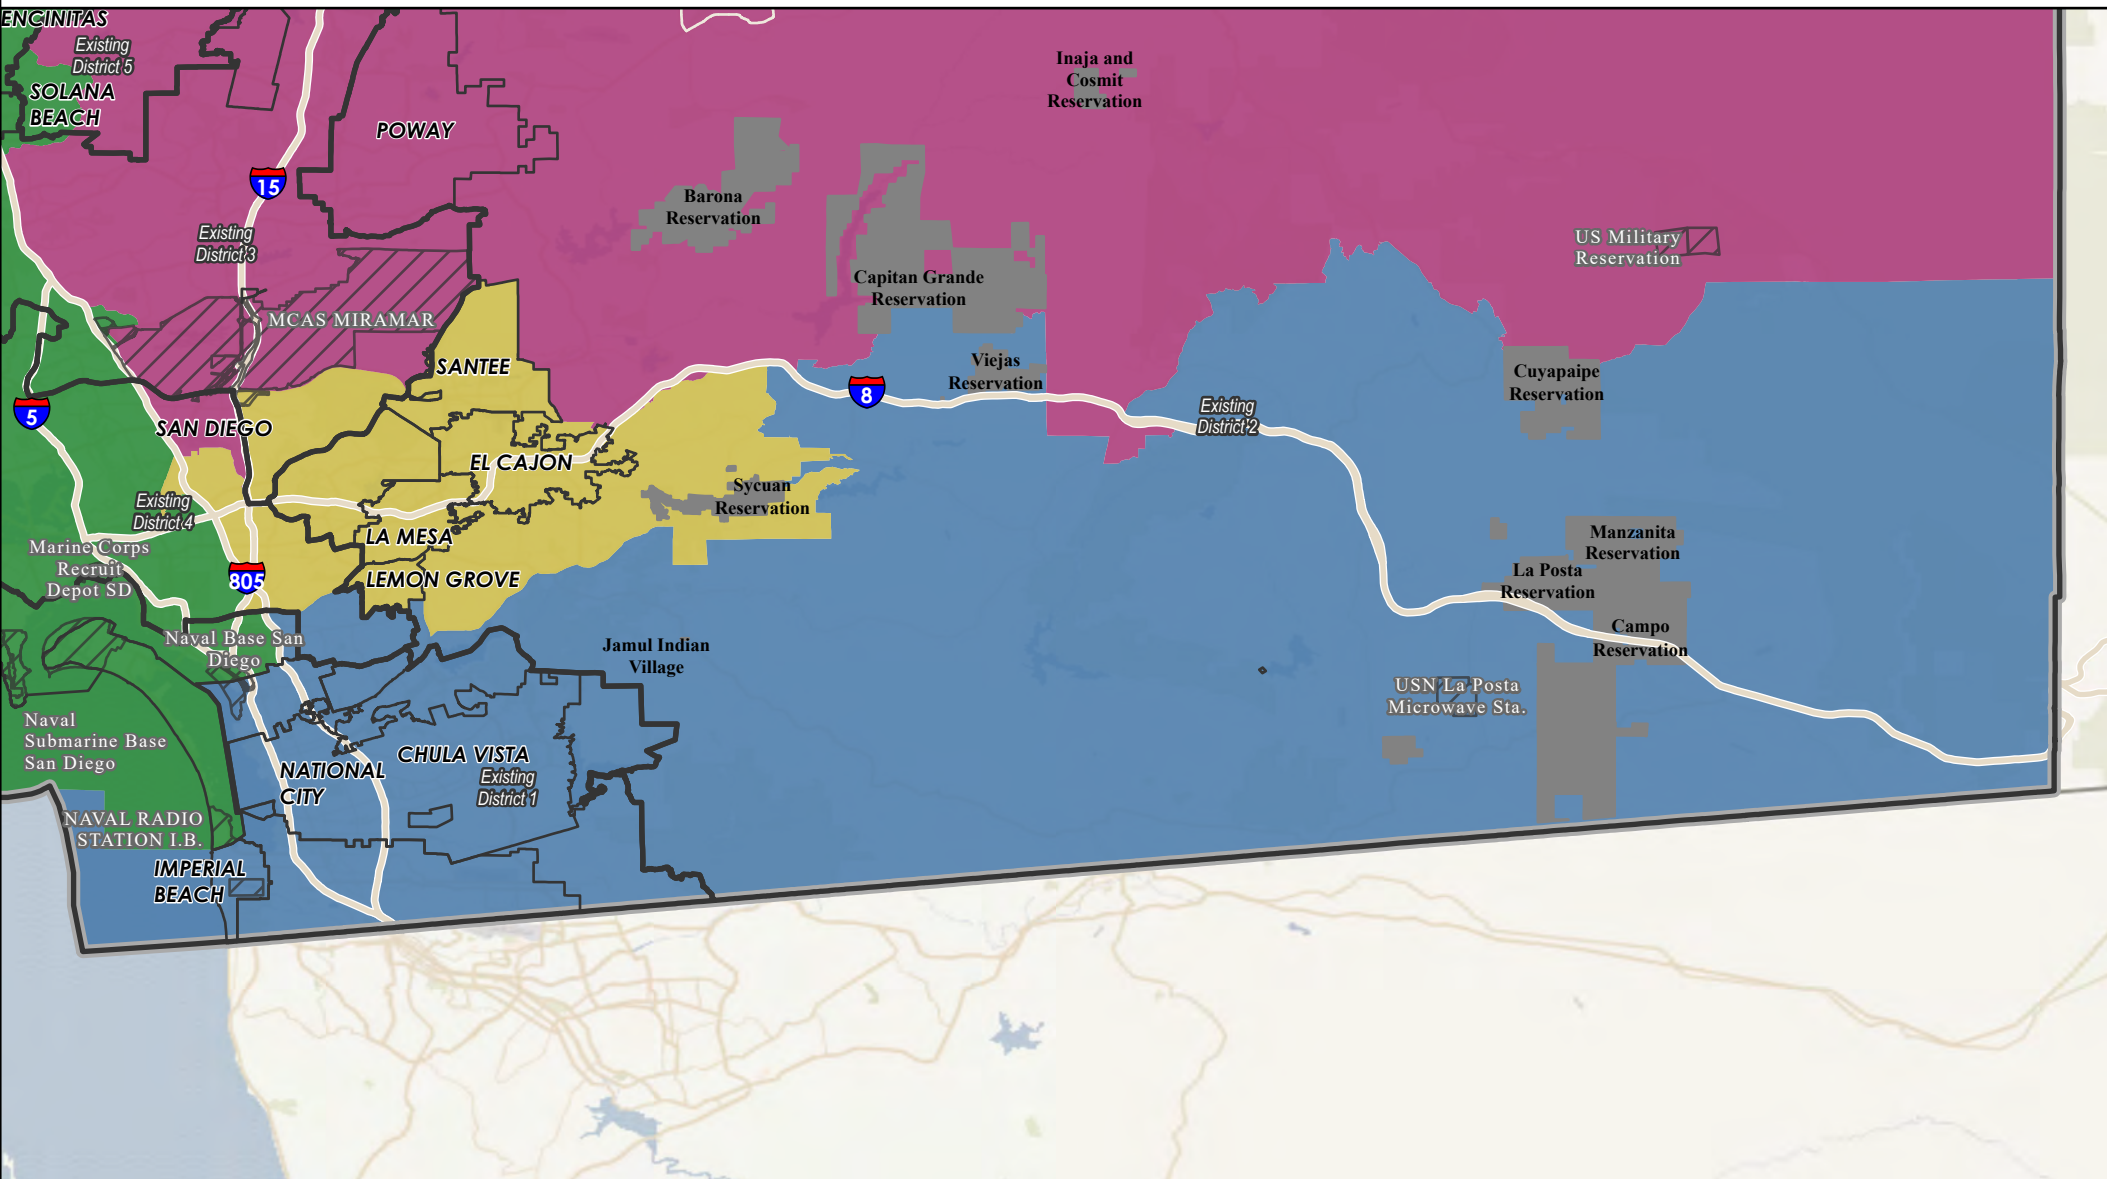 ENCINITAS
Existing
District 5
SOLANA
BEACH
POWAY
Inaja and
Cosmit
Reservation
15
Barona
Reservation
Existing
District 3
US Military
Reservation
Capitan Grande
Reservation
MCAS MIRAMAR
SANTEE
Viejas
Reservation
Cuyapaipe
Reservation
8
5
Existing
District 2
SAN DIEGO
EL CAJON
Sycuan
Reservation
Existing
District 4
Manzanita
Reservation
LA MESA
Marine Corps
Recruit
Depot SD
805
LEMON GROVE
La Posta
Reservation
Campo
Reservation
Naval Base San
Diego
Jamul Indian
Village
USN La Posta
Microwave Sta.
Naval
Submarine Base
San Diego
CHULA VISTA
NATIONAL
CITY
Existing
District 1
NAVAL RADIO
STATION I.B.
IMPERIAL
BEACH